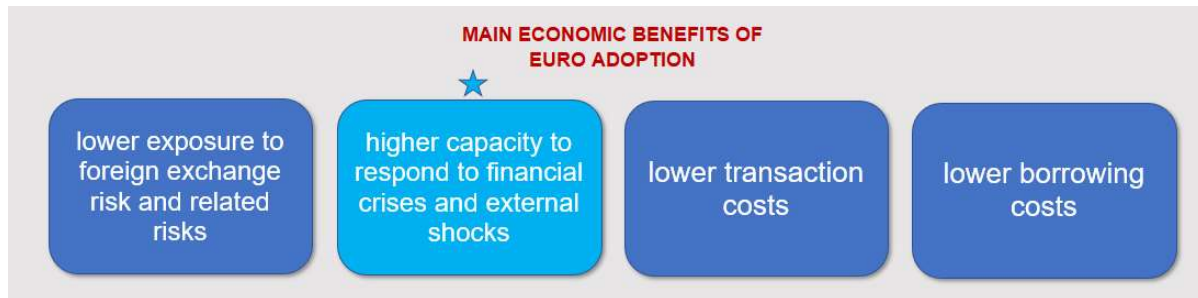 MAIN ECONOMIC BENEFITS OF
EURO ADOPTION
lower exposure to
foreign exchange
risk and related
risks
higher capacity to
respond to financial
crises and external
shocks
lower transaction
costs
lower borrowing
costs